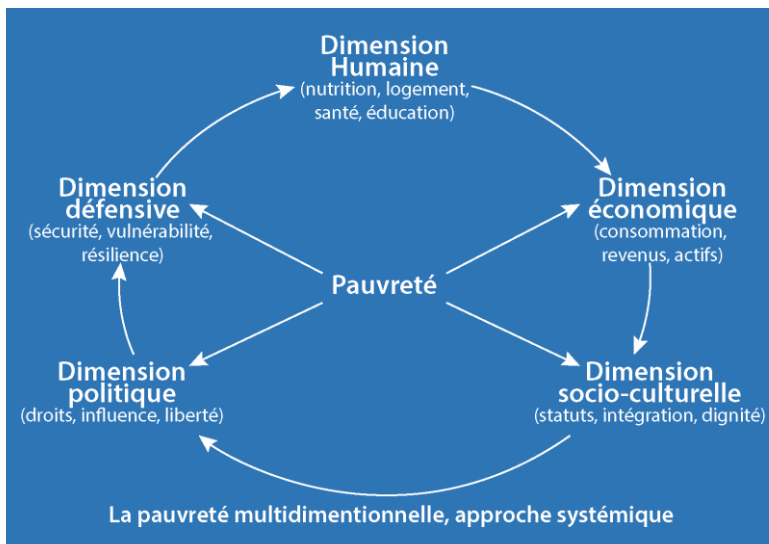 Dimension
Humaine
(nutrition, logement,
santé, éducation)
Dimension
défensive
(sécurité, vulnérabilité,
résilience)
Dimension
économique
(consommation,
revenus, actifs)
Pauvreté
Dimension
politique
(droits, influence, liberté)
Dimension
socio-culturelle
(statuts, intégration, dignité)
La pauvreté multidimentionnelle, approche systémique